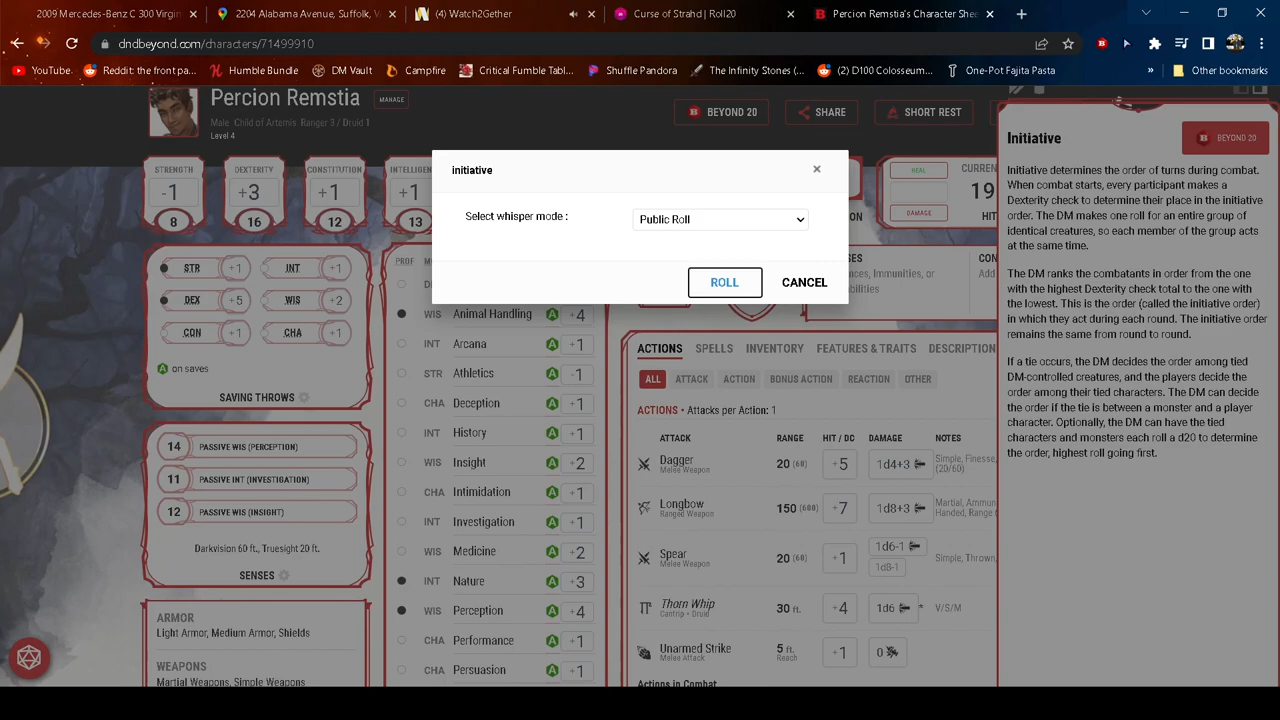 2009 Mercedes-Benz C 300 Virgin
2204 Alabama Avenue, Suffolk, V
(4) Watch2Gether
Curse of Strahd | Roll20
Percion Remstia's Character She
dndbeyond.com/characters/71499910
YouTube
Reddit: the front pa...
Humble Bundle
DM Vault
Campfire
Critical Fumble Tabl...
Shuffle Pandora
The Infinity Stones (...
(2) D100 Colosseum...
One-Pot Fajita Pasta
»
Other bookmarks
Percion Remstia
MANAGE
Male Child of Artemis Ranger 3 / Druid 1
Level 4
BEYOND 20
SHARE
SHORT REST
STRENGTH
-1
8
DEXTERITY
+3
16
CONSTITUTION
+1
12
INTELLIGEN
+1
13
HEAL
DAMAGE
CURREN
19
HIT
initiative
×
Select whisper mode :
Public Roll
ROLL
CANCEL
STR +1
INT +1
DEX +5
WIS +2
CON +1
CHA +1
A on saves
SAVING THROWS
14 PASSIVE WIS (PERCEPTION)
11 PASSIVE INT (INVESTIGATION)
12 PASSIVE WIS (INSIGHT)
Darkvision 60 ft., Truesight 20 ft.
SENSES
ARMOR
Light Armor, Medium Armor, Shields
WEAPONS
Martial Weapons, Simple Weapons
PROF
WIS Animal Handling A +4
INT Arcana A +1
STR Athletics A -1
CHA Deception A +1
INT History A +1
WIS Insight A +2
CHA Intimidation A +1
INT Investigation A +1
WIS Medicine A +2
INT Nature A +3
WIS Perception A +4
CHA Performance A +1
CHA Persuasion A +1
ACTIONS SPELLS INVENTORY FEATURES & TRAITS DESCRIPTION
ALL ATTACK ACTION BONUS ACTION REACTION OTHER
ACTIONS • Attacks per Action: 1
ATTACK RANGE HIT / DC DAMAGE NOTES
Dagger 20 (60) +5 1d4+3 Simple, Finesse,
Melee Weapon (20/60)
Longbow 150 (600) +7 1d8+3 Martial, Ammun
Ranged Weapon Handed, Range
Spear 20 (60) +1 1d6-1 Simple, Thrown,
Melee Weapon 1d8-1
Thorn Whip 30 ft. +4 1d6 V/S/M
Cantrip • Druid
Unarmed Strike 5 ft. +1 0
Melee Attack Reach
Actions in Combat
Initiative
BEYOND 20
Initiative determines the order of turns during combat.
When combat starts, every participant makes a
Dexterity check to determine their place in the initiative
order. The DM makes one roll for an entire group of
identical creatures, so each member of the group acts
at the same time.
The DM ranks the combatants in order from the one
with the highest Dexterity check total to the one with
the lowest. This is the order (called the initiative order)
in which they act during each round. The initiative order
remains the same from round to round.
If a tie occurs, the DM decides the order among tied
DM-controlled creatures, and the players decide the
order among their tied characters. The DM can decide
the order if the tie is between a monster and a player
character. Optionally, the DM can have the tied
characters and monsters each roll a d20 to determine
the order, highest roll going first.